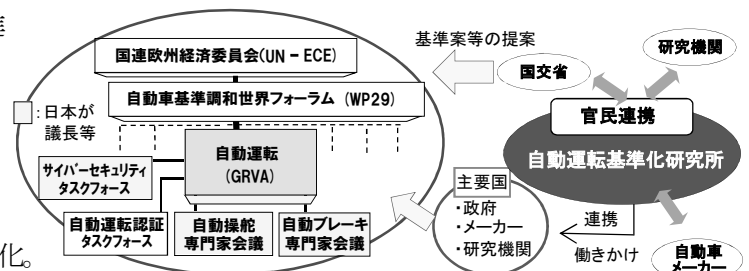 国連欧州経済委員会(UN－ECE)
自動車基準調和世界フォーラム (WP29)
:日本が
議長等
自動運転
(GRVA)
サイバーセキュリティ
タスクフォース
自動運転認証
タスクフォース
自動操舵
専門家会議
自動ブレーキ
専門家会議
化。
基準案等の提案
国交省
研究機関
官民連携
自動運転基準化研究所
主要国
・政府
・メーカー
・研究機関
連携
働きかけ
自動車
メーカー